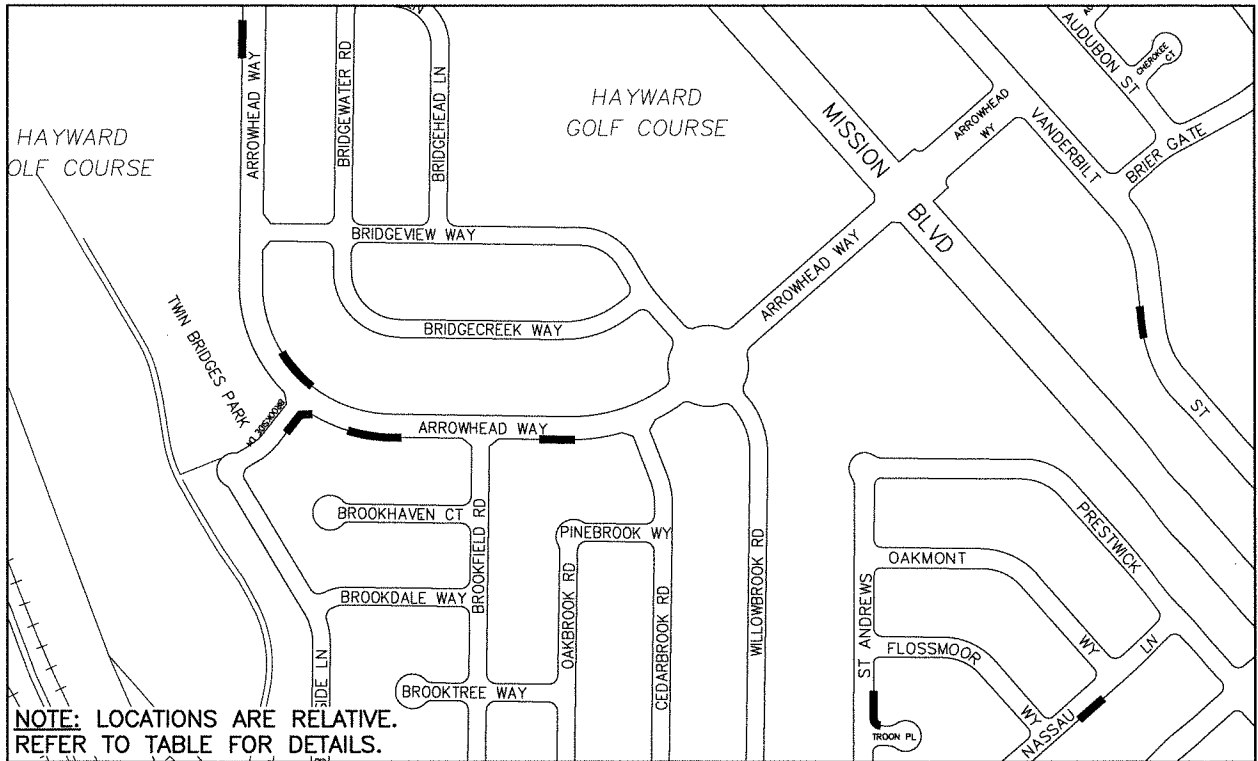 ARROWHEAD WAY
BRIDGEWATER RD
BRIDGEHEAD LN
HAYWARD
GOLF COURSE
HAYWARD
OLF COURSE
MISSION
BLVD
ARROWHEAD
WY
AUDUBON ST
CHEROKEE
CT
VANDERBILT
ST
BRIER GATE
BRIDGEVIEW WAY
ARROWHEAD WAY
BRIDGECREEK WAY
TWIN BRIDGES PARK
ARROWHEAD WAY
BROOKHAVEN CT
BROOKFIELD RD
PINEBROOK WY
BROOKDALE WAY
OAKBROOK RD
CEDARBROOK RD
WILLOWBROOK RD
BROOKTREE WAY
SIDE LN
PRESTWICK
OAKMONT
WY
ST ANDREWS
FLOSSMOOR
WY
NASSAU
LN
TROON PL
NOTE: LOCATIONS ARE RELATIVE.
REFER TO TABLE FOR DETAILS.